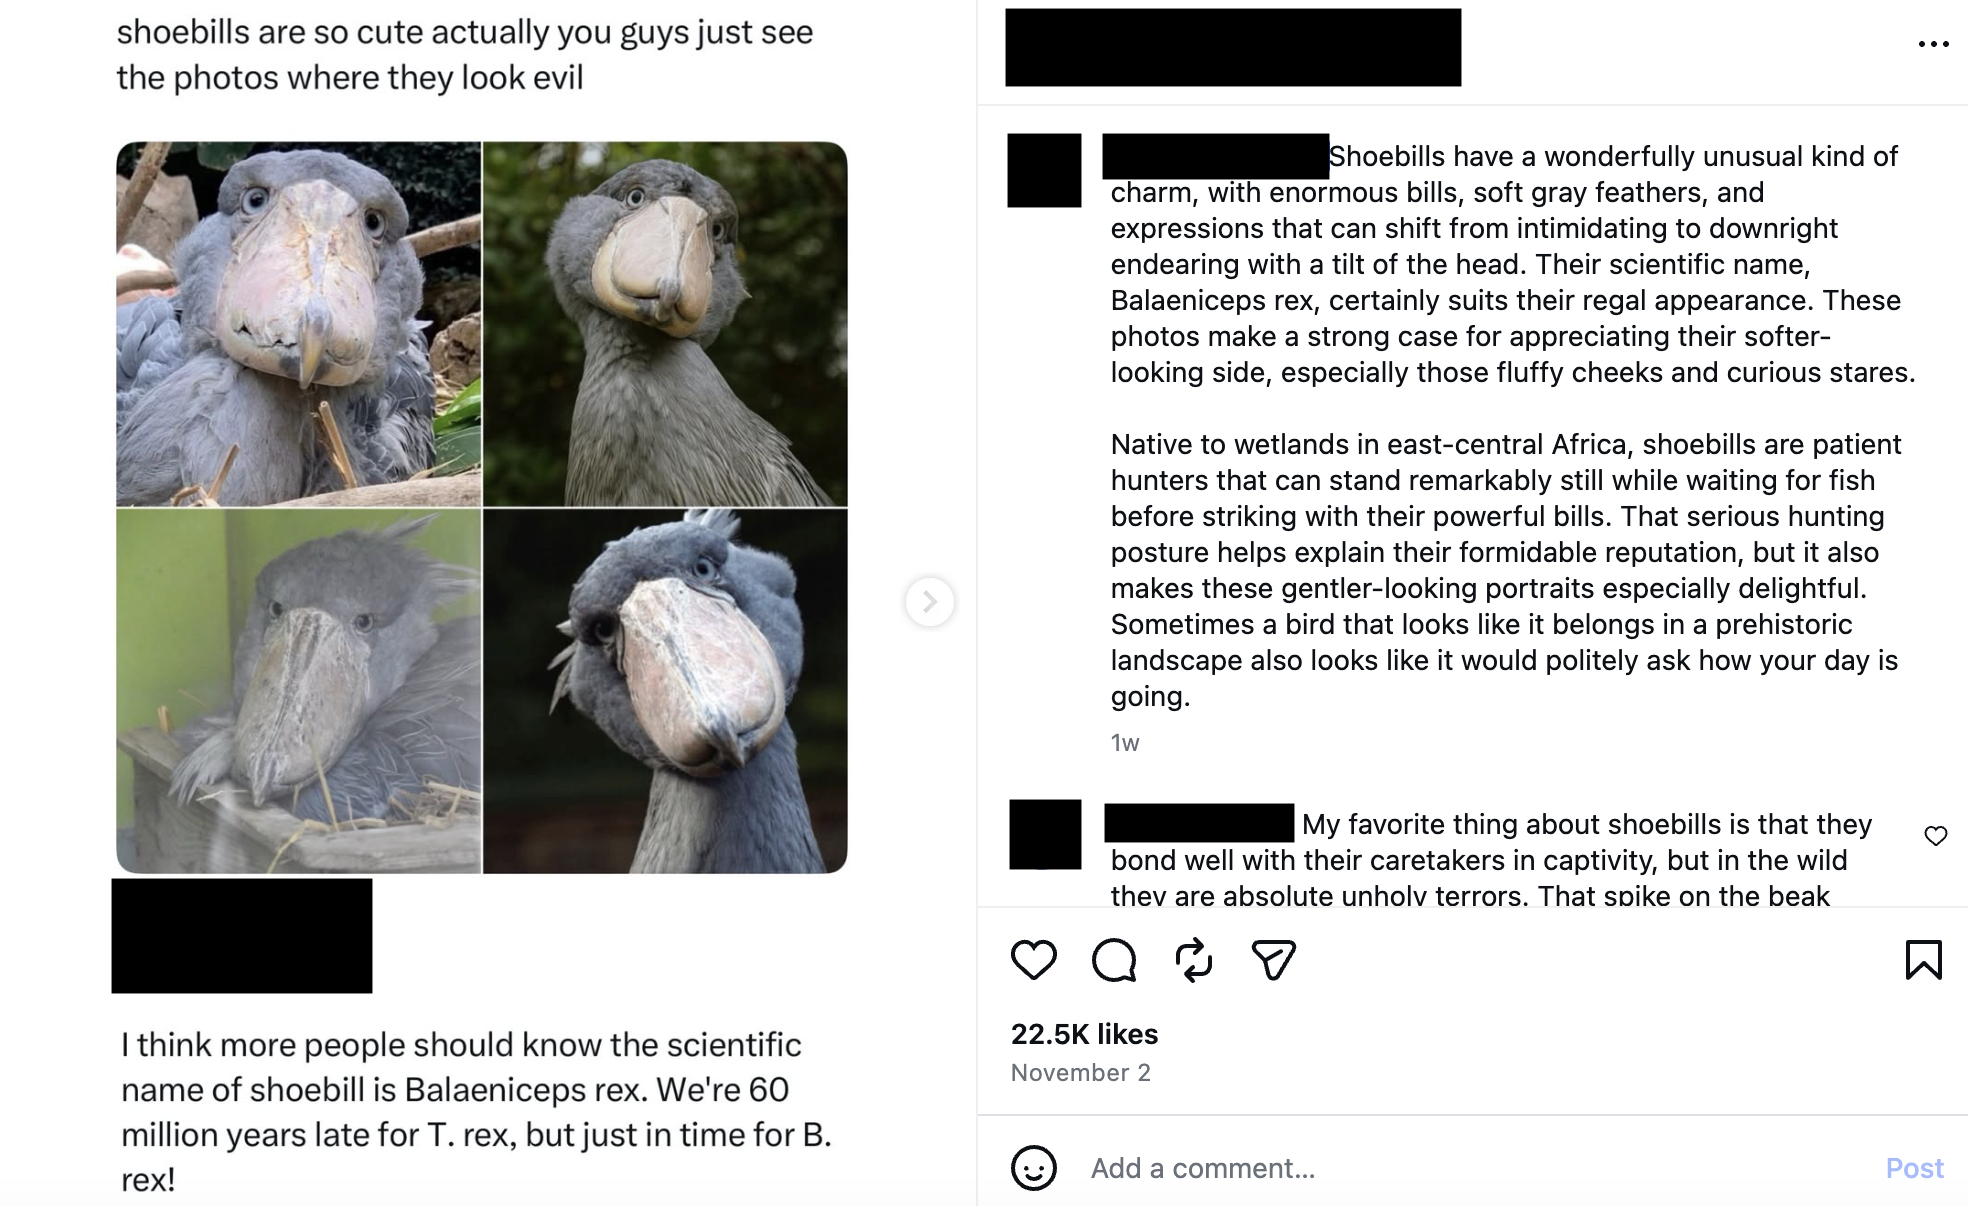 shoebills are so cute actually you guys just see
the photos where they look evil
I think more people should know the scientific
name of shoebill is Balaeniceps rex. We're 60
million years late for T. rex, but just in time for B.
rex!
Shoebills have a wonderfully unusual kind of
charm, with enormous bills, soft gray feathers, and
expressions that can shift from intimidating to downright
endearing with a tilt of the head. Their scientific name,
Balaeniceps rex, certainly suits their regal appearance. These
photos make a strong case for appreciating their softer-
looking side, especially those fluffy cheeks and curious stares.
Native to wetlands in east-central Africa, shoebills are patient
hunters that can stand remarkably still while waiting for fish
before striking with their powerful bills. That serious hunting
posture helps explain their formidable reputation, but it also
makes these gentler-looking portraits especially delightful.
Sometimes a bird that looks like it belongs in a prehistoric
landscape also looks like it would politely ask how your day is
going.
1w
My favorite thing about shoebills is that they
bond well with their caretakers in captivity, but in the wild
they are absolute unholy terrors. That spike on the beak
22.5K likes
November 2
Add a comment...
Post